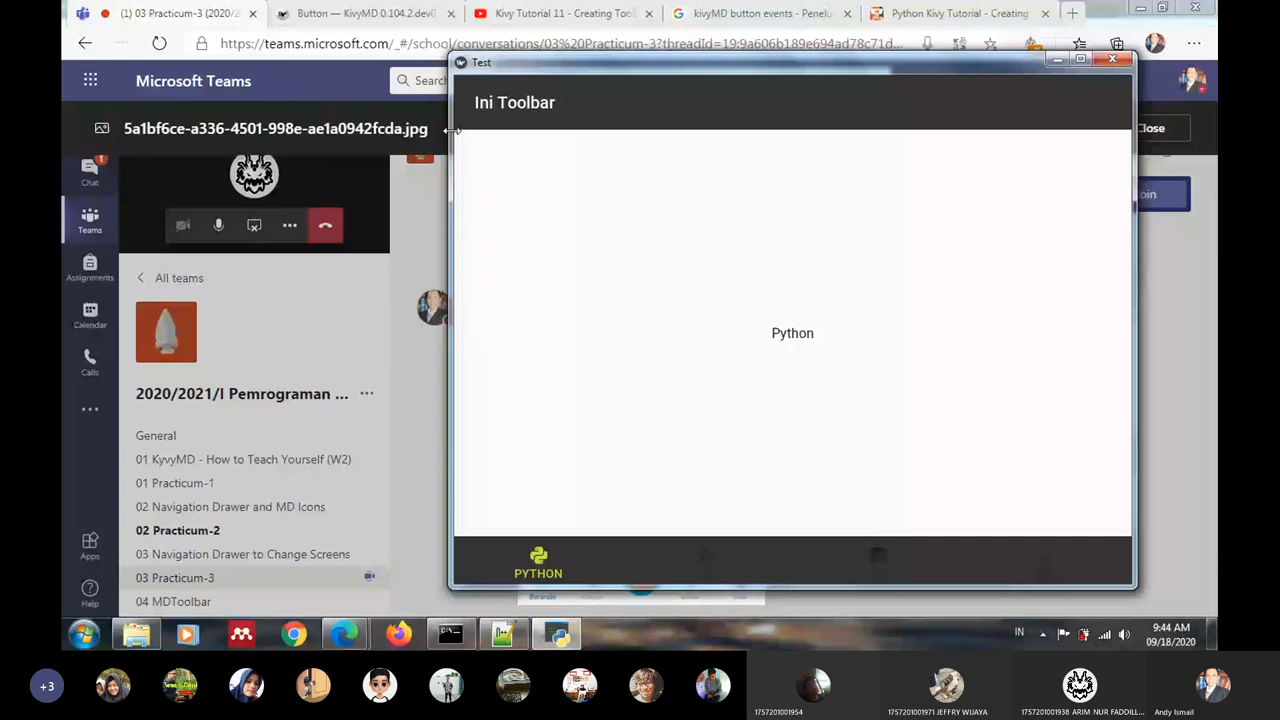 (1) 03 Practicum-3 (2020/2
Button — KivyMD 0.104.2.dev0
Kivy Tutorial 11 - Creating Tool
kivyMD button events - Penelu
Python Kivy Tutorial - Creating
https://teams.microsoft.com/_#/school/conversations/03%20Practicum-3?threadId=19:9a606b189e694ad78c71d...
Test
Microsoft Teams
Search
Ini Toolbar
5a1bf6ce-a336-4501-998e-ae1a0942fcda.jpg
Close
1
Chat
Join
Teams
Assignments
All teams
Calendar
Python
Calls
2020/2021/I Pemrograman ...
General
01 KyvyMD - How to Teach Yourself (W2)
01 Practicum-1
02 Navigation Drawer and MD Icons
02 Practicum-2
03 Navigation Drawer to Change Screens
Apps
PYTHON
03 Practicum-3
Help
04 MDToolbar
Beranda
IN
9:44 AM
09/18/2020
+3
1757201001954
1757201001971 JEFFRY WIJAYA
1757201001938 ARIM NUR FADDILL...
Andy Ismail